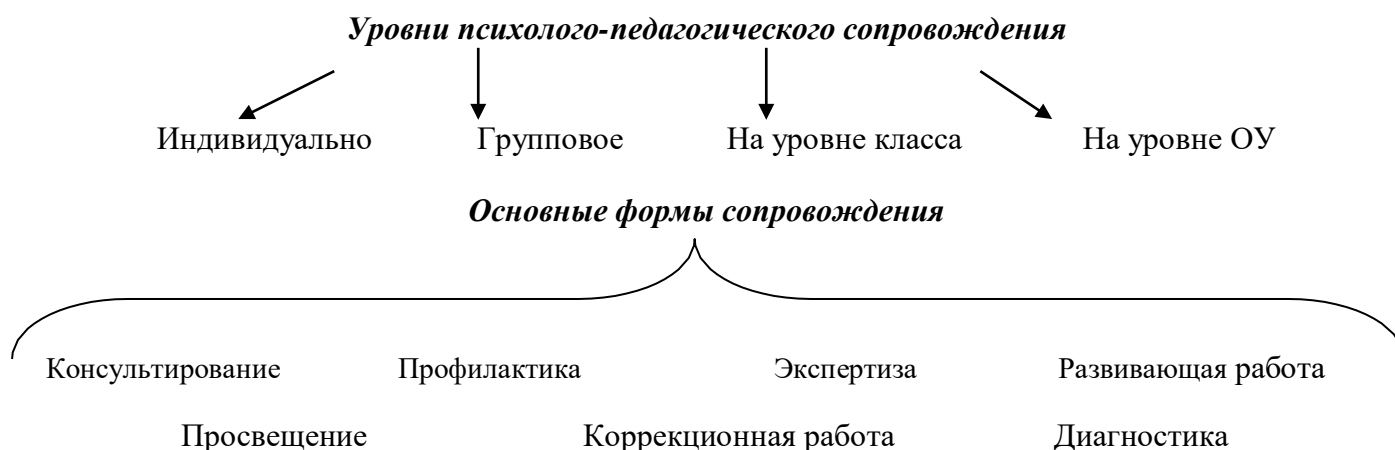 Уровни психолого-педагогического сопровождения
Индивидуально Групповое На уровне класса На уровне ОУ
Основные формы сопровождения
Консультирование Профилактика Экспертиза Развивающая работа
Просвещение Коррекционная работа Диагностика